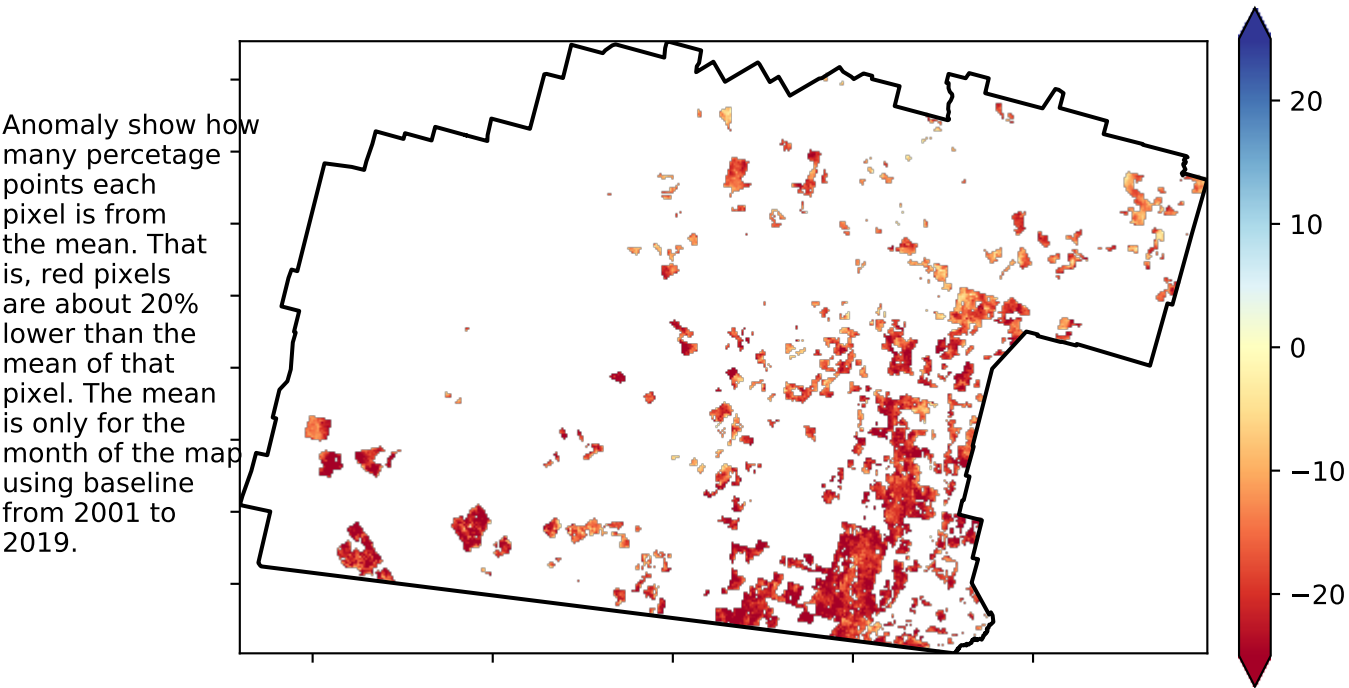 Anomaly show how
many percetage
points each
pixel is from
the mean. That
is, red pixels
are about 20%
lower than the
mean of that
pixel. The mean
is only for the
month of the map
using baseline
from 2001 to
2019.
20
10
0
−10
−20